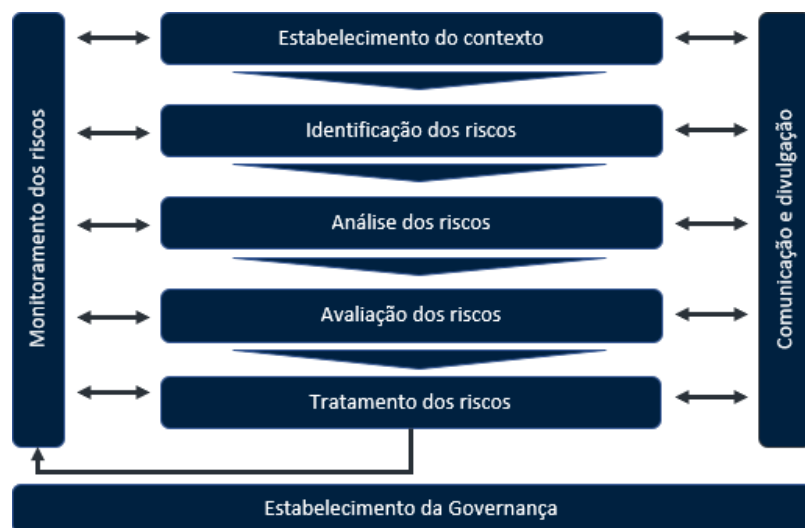 Estabelecimento do contexto
Identificação dos riscos
Análise dos riscos
Avaliação dos riscos
Tratamento dos riscos
Monitoramento dos riscos
Comunicação e divulgação
Estabelecimento da Governança